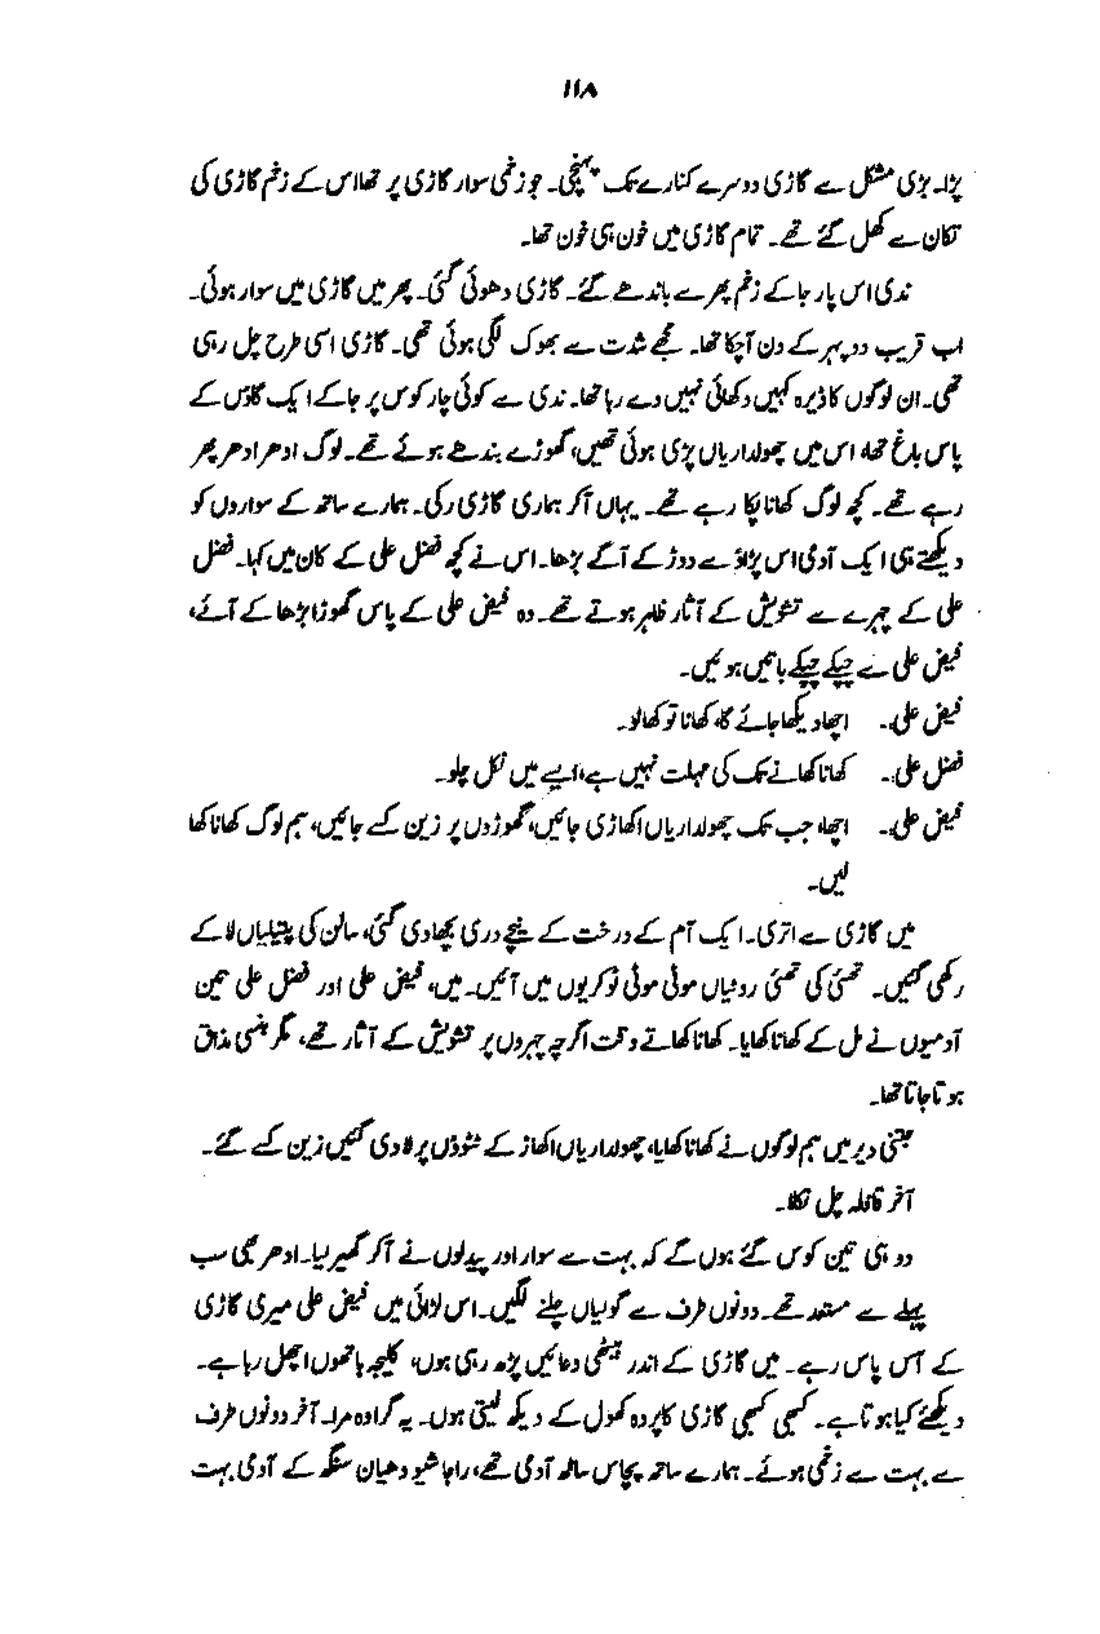 ۱۱۸
پڑا۔ بڑی مشکل سے گاڑی دوسرے کنارے تک پہنچی۔ جو زخمی سوار گاڑی پر تھا اس کے زخم گاڑی کی
تکان سے کھل گئے تھے۔ تمام گاڑی میں خون ہی خون تھا۔
ندی اس پار جا کے زخم پھر سے باندھے گئے۔ گاڑی دھوئی گئی۔ پھر میں گاڑی میں سوار ہوئی۔
اب قریب دوپہر کے دن آ چکا تھا۔ مجھے شدت سے بھوک لگی ہوئی تھی۔ گاڑی اسی طرح چل رہی
تھی۔ ان لوگوں کا ڈیرہ کہیں دکھائی نہیں دے رہا تھا۔ ندی سے کوئی چار کوس پر جا کے ایک گاؤں کے
پاس باغ تھا، اس میں چھولداریاں پڑی ہوئی تھیں، گھوڑے بندھے ہوئے تھے۔ لوگ ادھر ادھر پھر
رہے تھے۔ کچھ لوگ کھانا پکا رہے تھے۔ یہاں آ کر ہماری گاڑی رکی۔ ہمارے ساتھ کے سواروں کو
دیکھتے ہی ایک آدمی اس پڑاؤ سے دوڑ کے آگے بڑھا۔ اس نے کچھ فضل علی کے کان میں کہا۔ فضل
علی کے چہرے سے تشویش کے آثار ظاہر ہوتے تھے۔ وہ فیض علی کے پاس گھوڑا بڑھا کے آئے،
فیض علی سے چپکے چپکے باتیں ہوئیں۔
فیض علی:۔ اچھا دیکھا جائے گا، کھانا تو کھا لو۔
فضل علی:۔ کھانا کھانے تک کی مہلت نہیں ہے، ایسے میں نکل چلو۔
فیض علی:۔ اچھا، جب تک چھولداریاں اکھاڑی جائیں، گھوڑوں پر زین کسے جائیں، ہم لوگ کھانا کھا
لیں۔
میں گاڑی سے اتری۔ ایک آم کے درخت کے نیچے دری بچھا دی گئی، سالن کی پتیلیاں لا کے
رکھی گئیں۔ تھئی کی تھئی روٹیاں موٹی موٹی ٹوکریوں میں آئیں۔ میں، فیض علی اور فضل علی تین
آدمیوں نے مل کے کھانا کھایا۔ کھانا کھاتے وقت اگرچہ چہروں پر تشویش کے آثار تھے، مگر ہنسی مذاق
ہوتا جاتا تھا۔
جتنی دیر میں ہم لوگوں نے کھانا کھایا، چھولداریاں اکھاڑ کے ٹٹوؤں پر لادی گئیں زین کسے گئے۔
آخر قافلہ چل نکلا۔
دو ہی تین کوس گئے ہوں گے کہ بہت سے سوار اور پیدلوں نے آ کر گھیر لیا۔ ادھر بھی سب
پہلے سے مستعد تھے۔ دونوں طرف سے گولیاں چلنے لگیں۔ اس لڑائی میں فیض علی میری گاڑی
کے آس پاس رہے۔ میں گاڑی کے اندر بیٹھی دعائیں پڑھ رہی ہوں، کلیجہ ہاتھوں اچھل رہا ہے۔
دیکھئے کیا ہوتا ہے۔ کبھی کبھی گاڑی کا پردہ کھول کے دیکھ لیتی ہوں۔ یہ گرا وہ مرا۔ آخر دونوں طرف
سے بہت سے زخمی ہوئے۔ ہمارے ساتھ پچاس ساٹھ آدمی تھے، راجا شیو دھیان سنگھ کے آدمی بہت